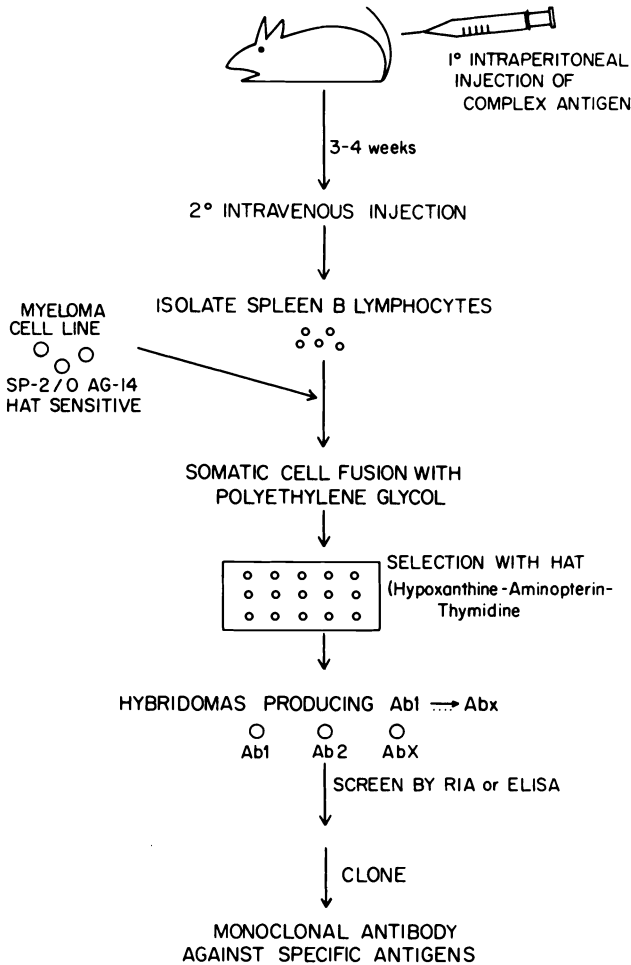 1° INTRAPERITONEAL
INJECTION OF
COMPLEX ANTIGEN
3-4 weeks
2° INTRAVENOUS INJECTION
ISOLATE SPLEEN B LYMPHOCYTES
MYELOMA
CELL LINE
SP-2/0 AG-14
HAT SENSITIVE
SOMATIC CELL FUSION WITH
POLYETHYLENE GLYCOL
SELECTION WITH HAT
(Hypoxanthine-Aminopterin-
Thymidine
HYBRIDOMAS PRODUCING Ab1 ⟶ Abx
Ab1 Ab2 AbX
SCREEN BY RIA or ELISA
CLONE
MONOCLONAL ANTIBODY
AGAINST SPECIFIC ANTIGENS